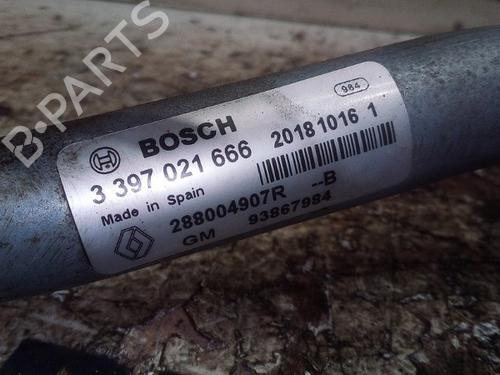 B-PARTS
984
BOSCH
3 397 021 666 20181016 1
Made in Spain
288004907R --B
GM 93867984